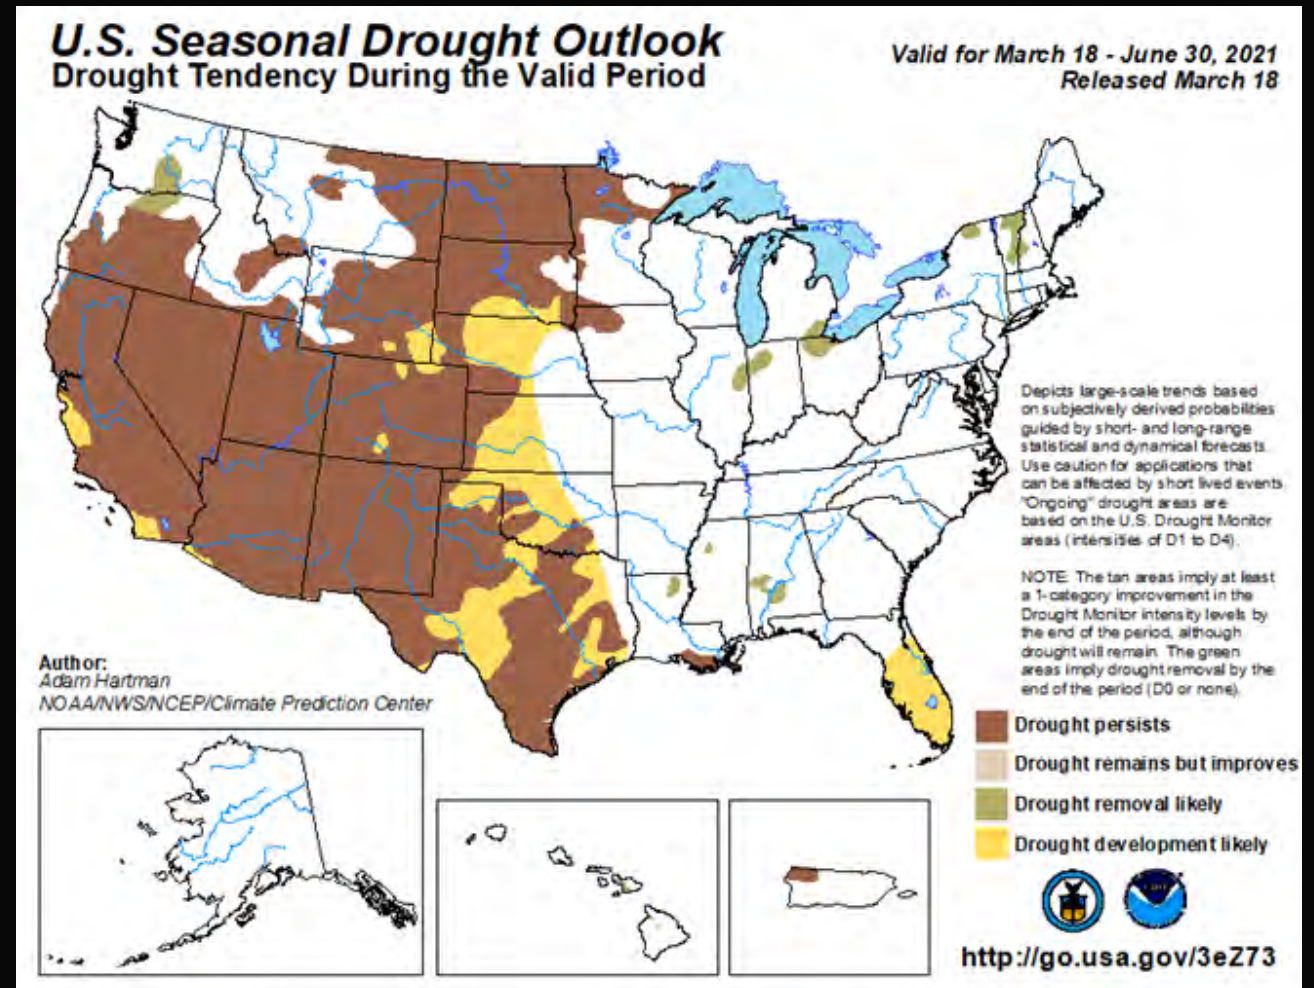 U.S. Seasonal Drought Outlook
Drought Tendency During the Valid Period
Valid for March 18 - June 30, 2021
Released March 18
Depicts large-scale trends based
on subjectively derived probabilities
guided by short- and long-range
statistical and dynamical forecasts.
Use caution for applications that
can be affected by short lived events.
"Ongoing" drought areas are
based on the U.S. Drought Monitor
areas (intensities of D1 to D4).
NOTE: The tan areas imply at least
a 1-category improvement in the
Drought Monitor intensity levels by
the end of the period, although
drought will remain. The green
areas imply drought removal by the
end of the period (D0 or none).
Author:
Adam Hartman
NOAA/NWS/NCEP/Climate Prediction Center
Drought persists
Drought remains but improves
Drought removal likely
Drought development likely
http://go.usa.gov/3eZ73